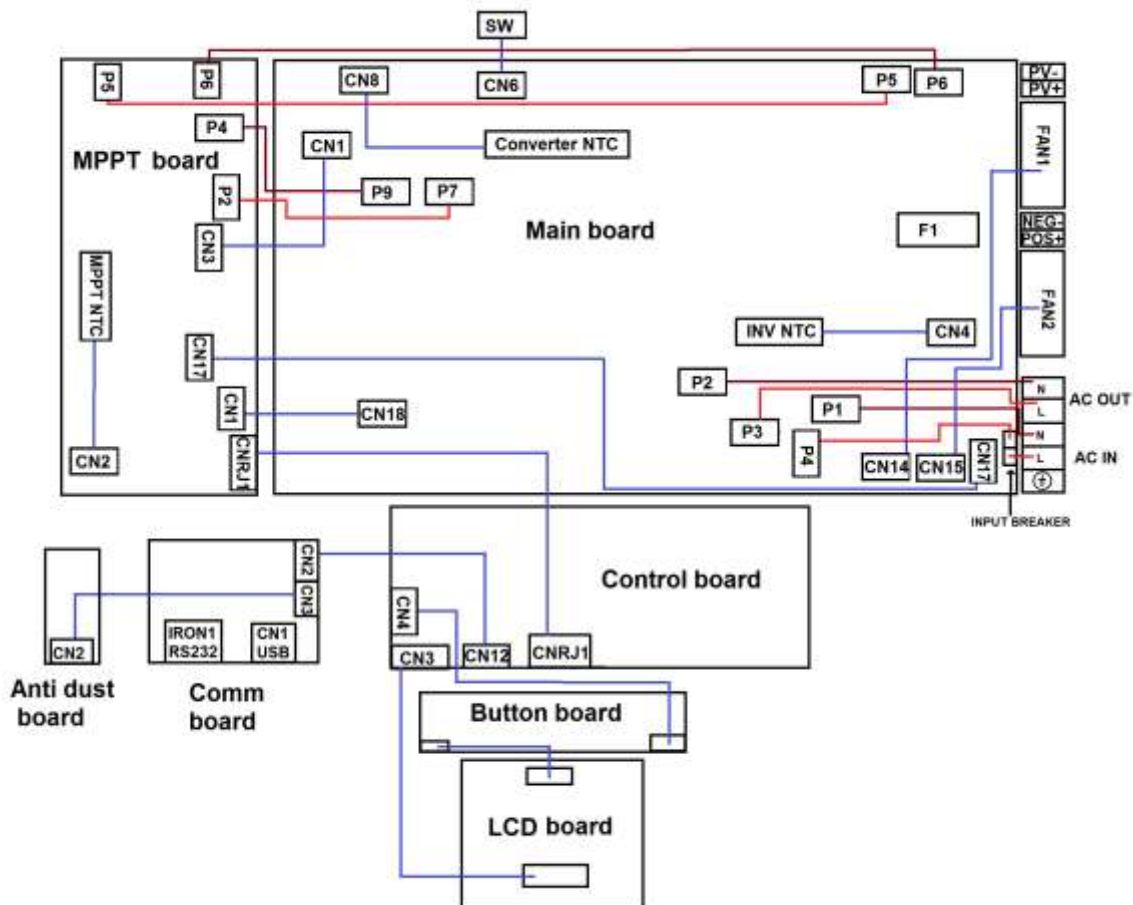 SW
P5
P6
CN8
CN6
P5
P6
PV-
PV+
P4
CN1
Converter NTC
FAN1
MPPT board
P2
P9
P7
Main board
F1
NEG-
POS+
CN3
MPPT NTC
FAN2
INV NTC
CN4
CN17
P2
N
AC OUT
L
CN1
CN18
P1
P3
N
CNRJ1
CN2
P4
CN14
CN15
CN17
L
AC IN
INPUT BREAKER
CN2
CN3
Control board
CN4
IRON1
RS232
CN1
USB
CN2
CN3
CN12
CNRJ1
Anti dust
board
Comm
board
Button board
LCD board